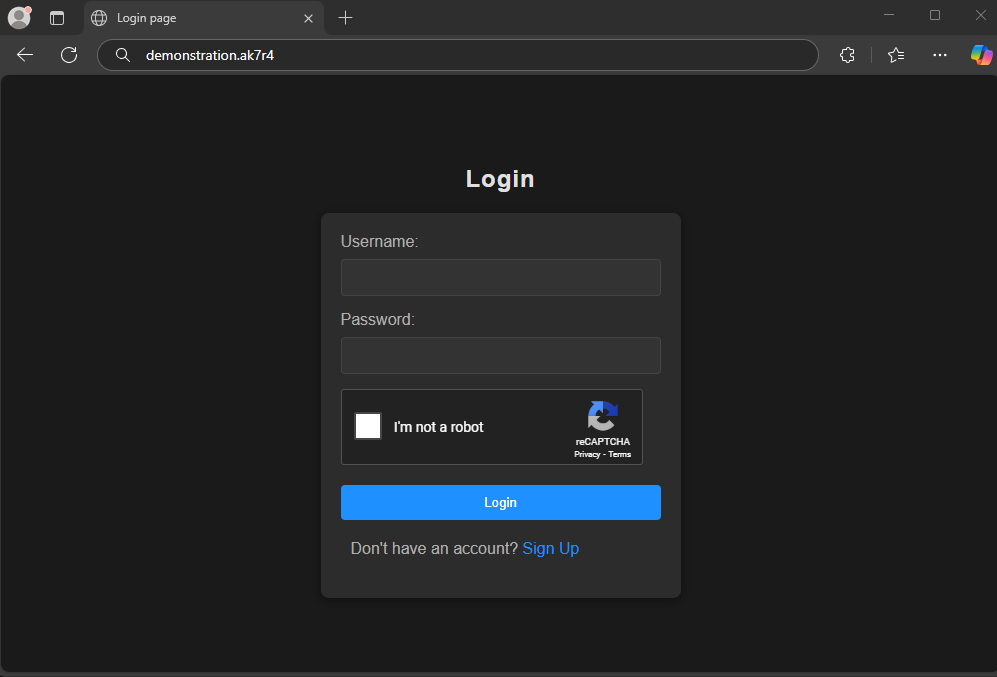 Login page
demonstration.ak7r4
Login
Username:
Password:
I'm not a robot
reCAPTCHA
Privacy - Terms
Login
Don't have an account? Sign Up